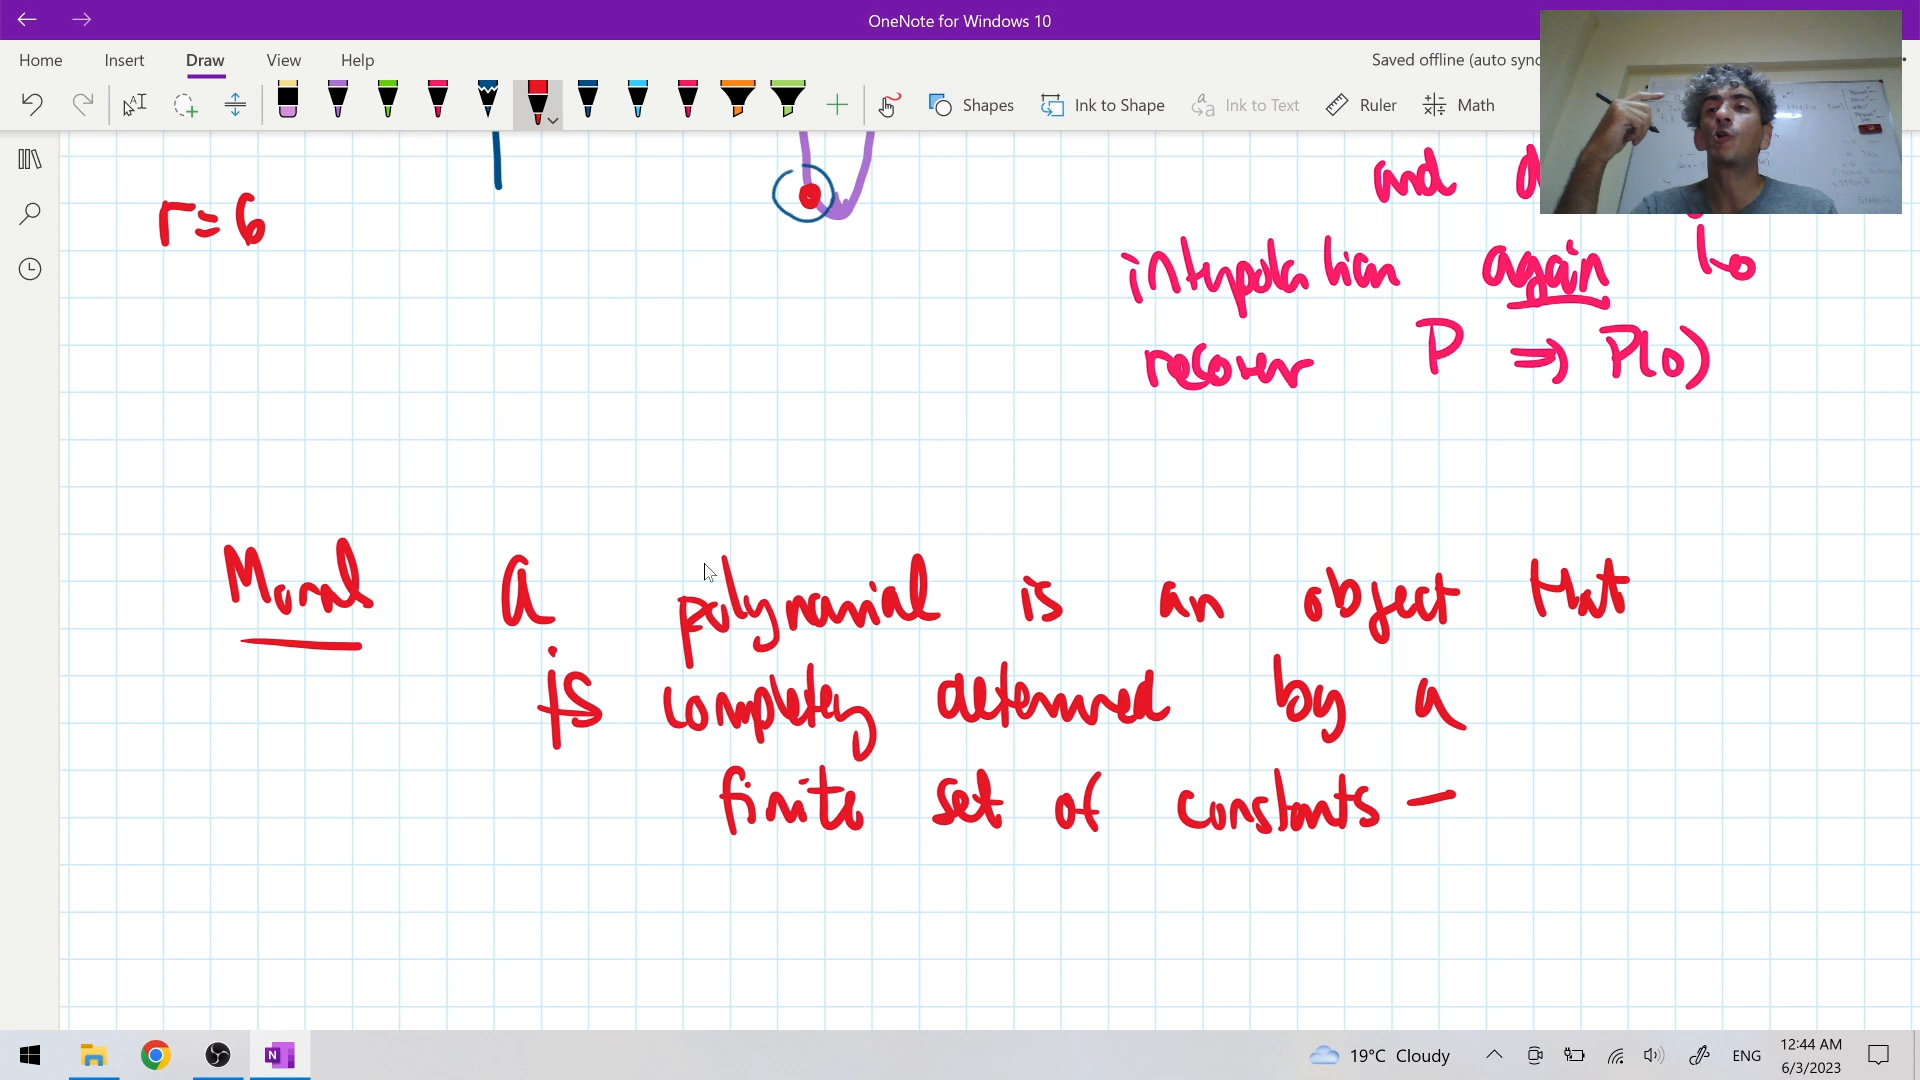 OneNote for Windows 10
Home Insert Draw View Help
Saved offline (auto sync
Shapes Ink to Shape Ink to Text Ruler Math
and
r = 6
interpolation again to
recover P ⇒ P(0)
Moral A polynomial is an object that
is completely determined by a
finite set of constants -
19°C Cloudy
ENG
12:44 AM
6/3/2023